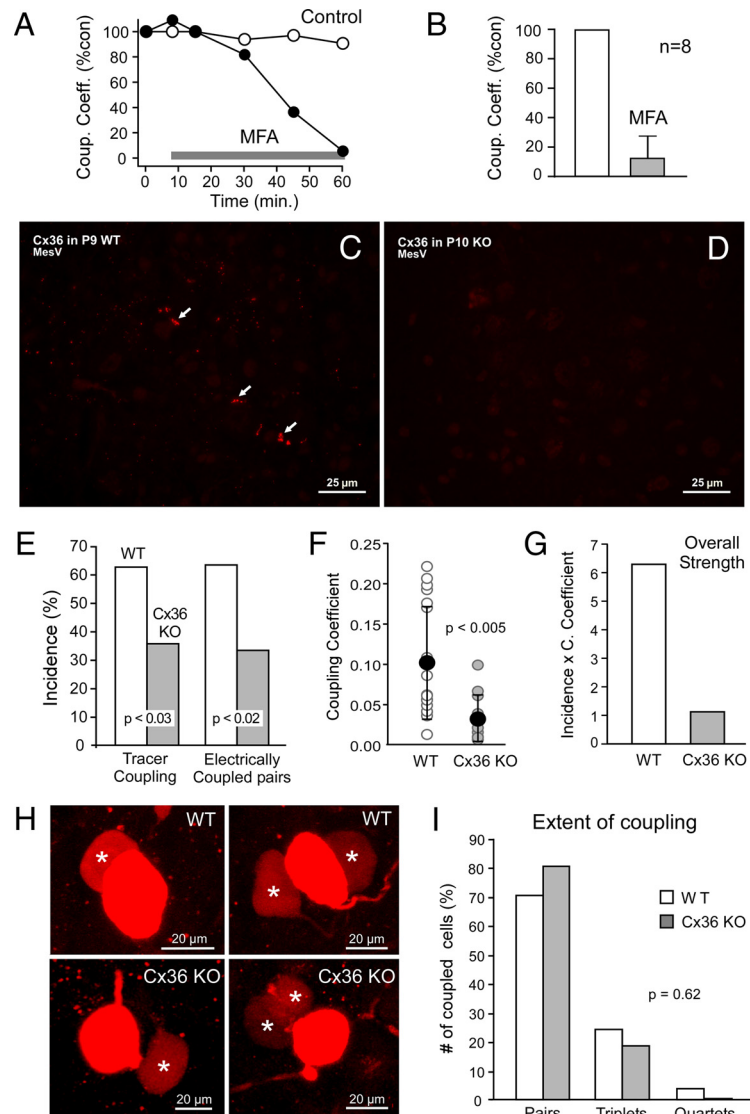 A
Control
100
80
60
40
20
0
Coup. Coeff. (%con)
MFA
0 10 20 30 40 50 60
Time (min.)
B
100
80
60
40
20
0
Coup. Coeff. (%con)
n=8
MFA
Cx36 in P9 WT
MesV
C
25 µm
Cx36 in P10 KO
MesV
D
25 µm
E
70
60
50
40
30
20
10
0
Incidence (%)
WT
Cx36
KO
p < 0.03
p < 0.02
Tracer
Coupling
Electrically
Coupled pairs
F
0.25
0.20
0.15
0.10
0.05
0.00
Coupling Coefficient
p < 0.005
WT
Cx36 KO
G
Overall
Strength
7
6
5
4
3
2
1
0
Incidence x C. Coefficient
WT
Cx36 KO
H
WT
*
20 µm
WT
* *
20 µm
Cx36 KO
*
20 µm
Cx36 KO
* *
20 µm
I
Extent of coupling
90
80
70
60
50
40
30
20
10
0
# of coupled cells (%)
W T
Cx36 KO
p = 0.62
Pairs
Triplets
Quartets